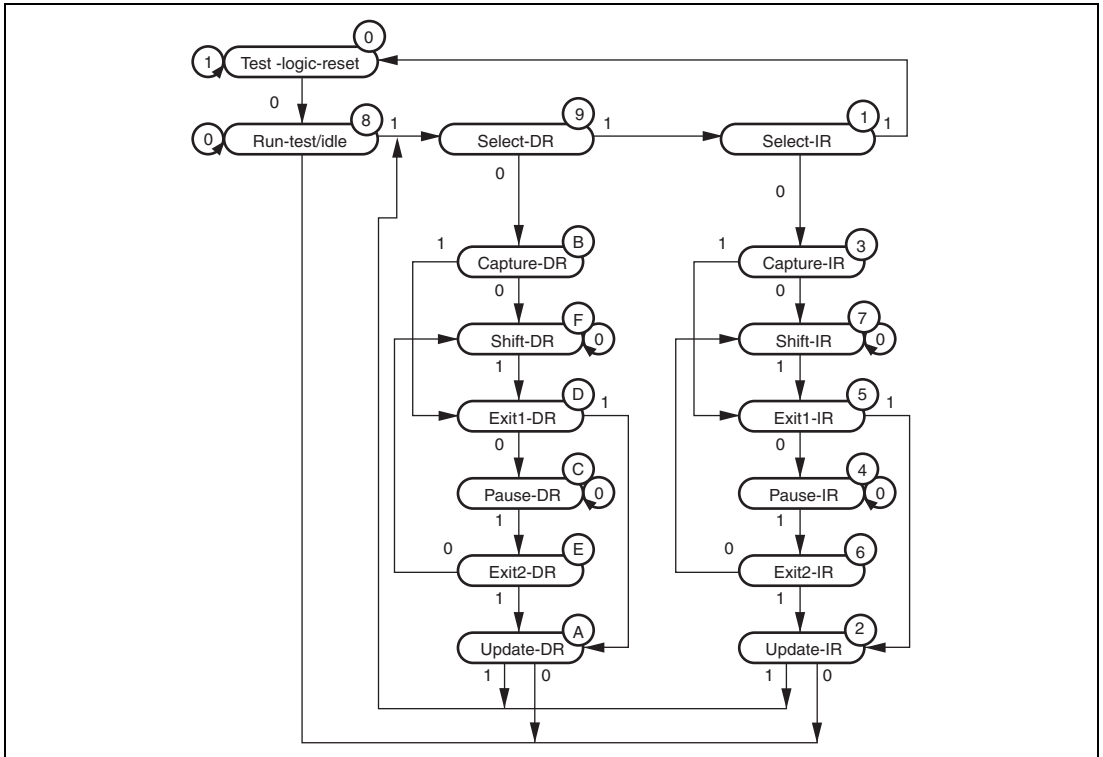 0
1 Test -logic-reset
0
8 1 9 1 1 1
0 Run-test/idle Select-DR Select-IR
0 0
1 B 1 3
Capture-DR Capture-IR
0 0
F 7
Shift-DR 0 Shift-IR 0
1 1
D 1 5 1
Exit1-DR Exit1-IR
0 0
C 4
Pause-DR 0 Pause-IR 0
1 1
0 E 0 6
Exit2-DR Exit2-IR
1 1
A 2
Update-DR Update-IR
1 0 1 0